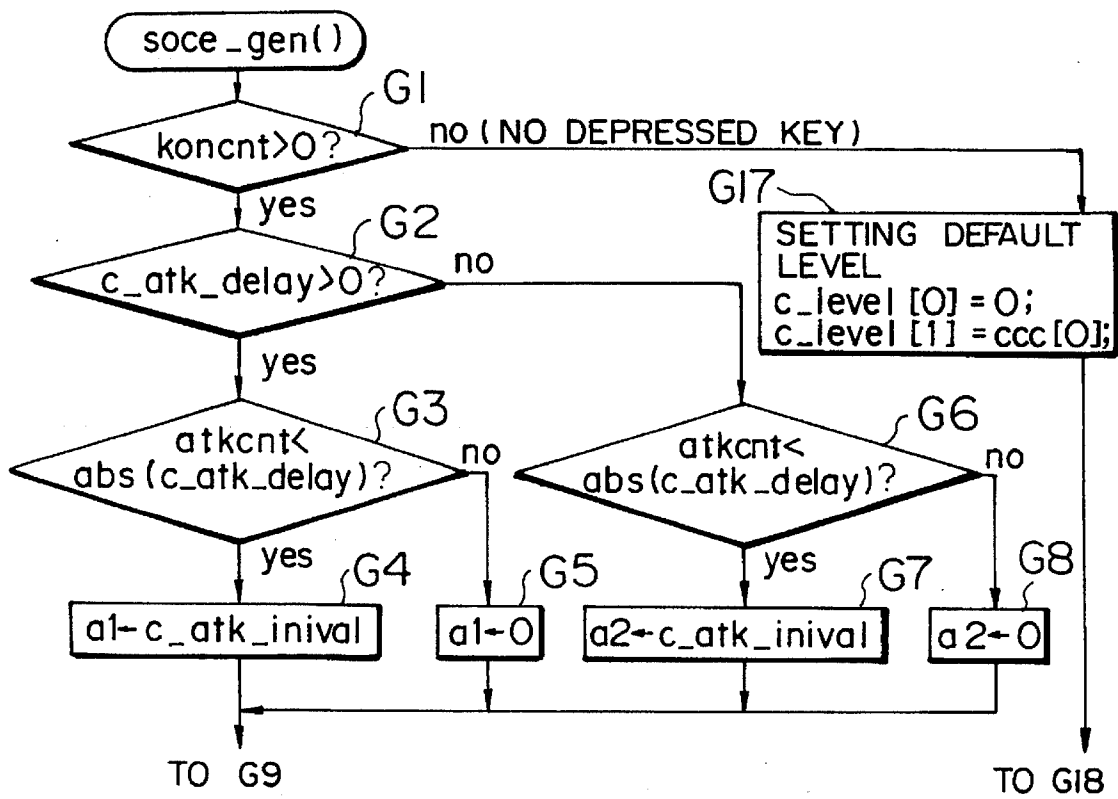 soce_gen()
G1
koncnt>0?
no (NO DEPRESSED KEY)
yes
G17
SETTING DEFAULT
LEVEL
c_level [0] = 0;
c_level [1] = ccc[0];
G2
c_atk_delay>0?
no
yes
G3
atkcnt<
abs (c_atk_delay)?
no
yes
G6
atkcnt<
abs(c_atk_delay)?
no
yes
G4
a1←c_atk_inival
G5
a1←0
G7
a2←c_atk_inival
G8
a2←0
TO G9
TO G18